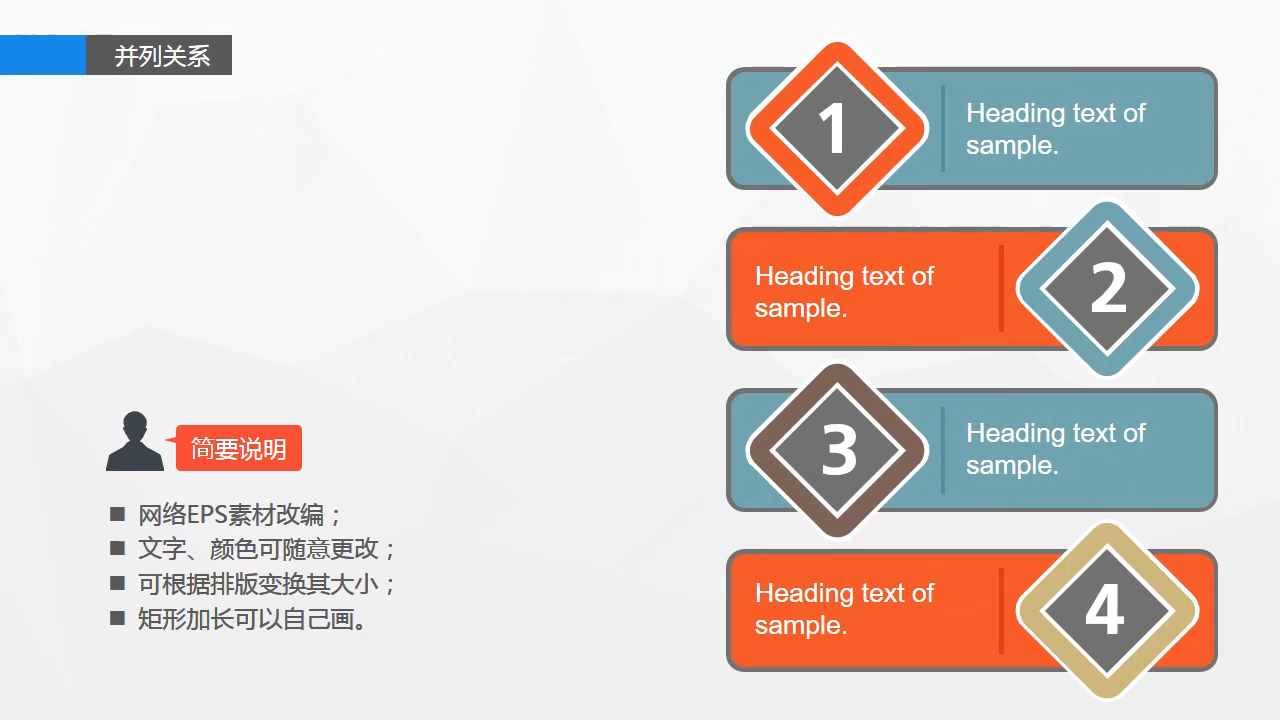 并列关系
1
Heading text of
sample.
Heading text of
sample.
2
3
Heading text of
sample.
Heading text of
sample.
4
简要说明
■ 网络EPS素材改编；
■ 文字、颜色可随意更改；
■ 可根据排版变换其大小；
■ 矩形加长可以自己画。